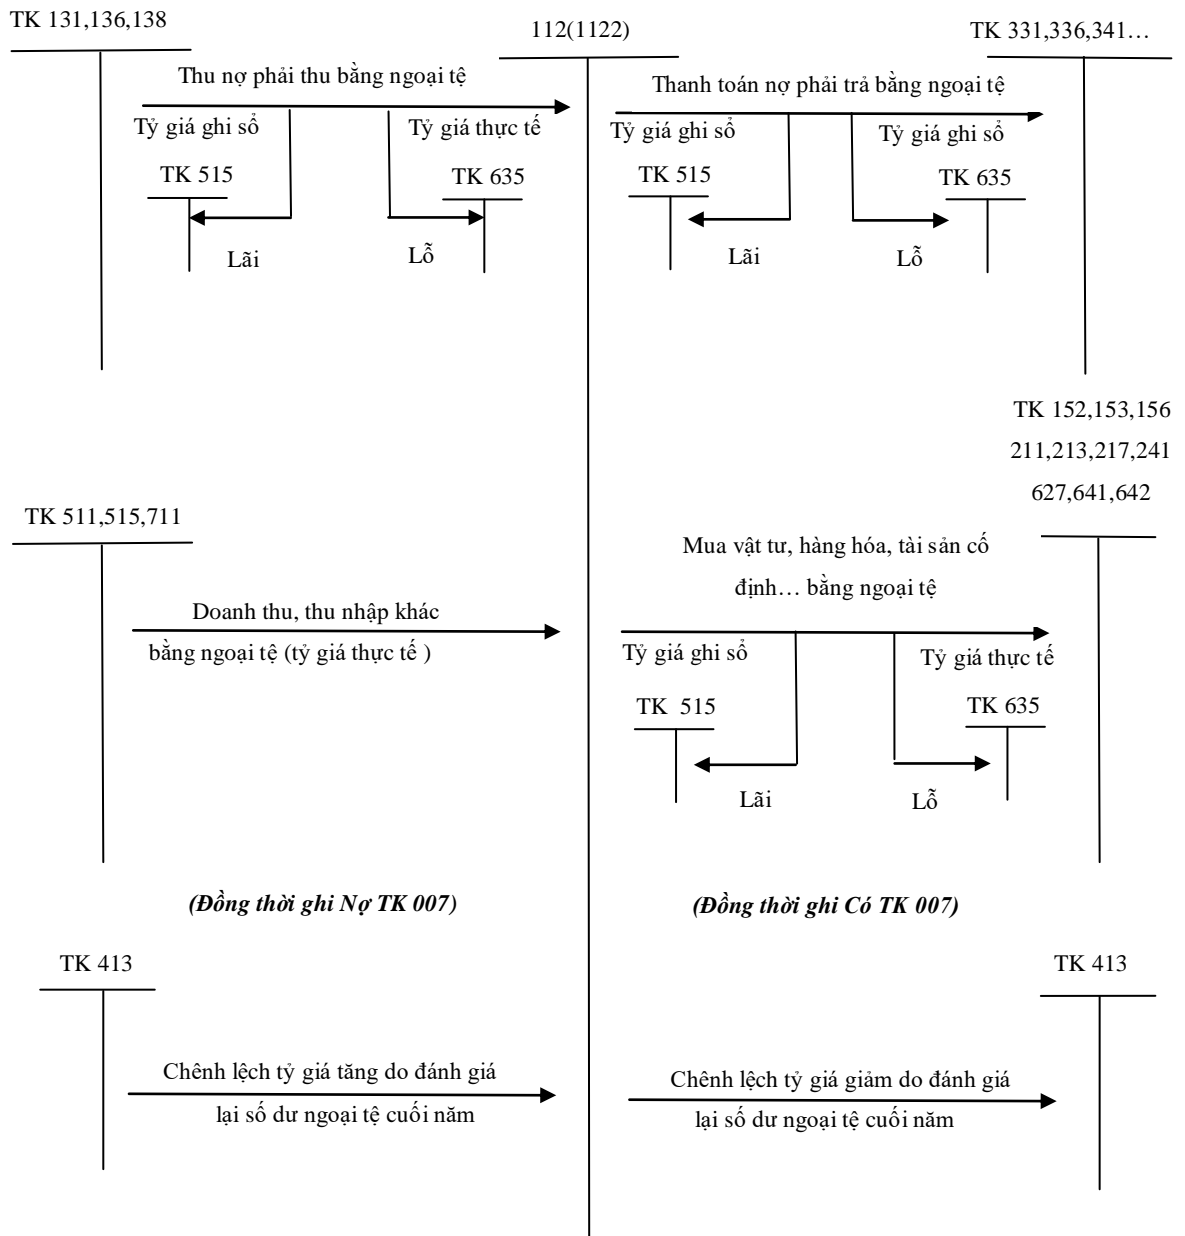 TK 131,136,138
112(1122)
TK 331,336,341…
Thu nợ phải thu bằng ngoại tệ
Tỷ giá ghi sổ
Tỷ giá thực tế
TK 515
TK 635
Lãi
Lỗ
Thanh toán nợ phải trả bằng ngoại tệ
Tỷ giá ghi sổ
Tỷ giá ghi sổ
TK 515
TK 635
Lãi
Lỗ
TK 152,153,156
211,213,217,241
627,641,642
TK 511,515,711
Doanh thu, thu nhập khác
bằng ngoại tệ (tỷ giá thực tế )
Mua vật tư, hàng hóa, tài sản cố
định… bằng ngoại tệ
Tỷ giá ghi sổ
Tỷ giá thực tế
TK 515
TK 635
Lãi
Lỗ
(Đồng thời ghi Nợ TK 007)
(Đồng thời ghi Có TK 007)
TK 413
TK 413
Chênh lệch tỷ giá tăng do đánh giá
lại số dư ngoại tệ cuối năm
Chênh lệch tỷ giá giảm do đánh giá
lại số dư ngoại tệ cuối năm